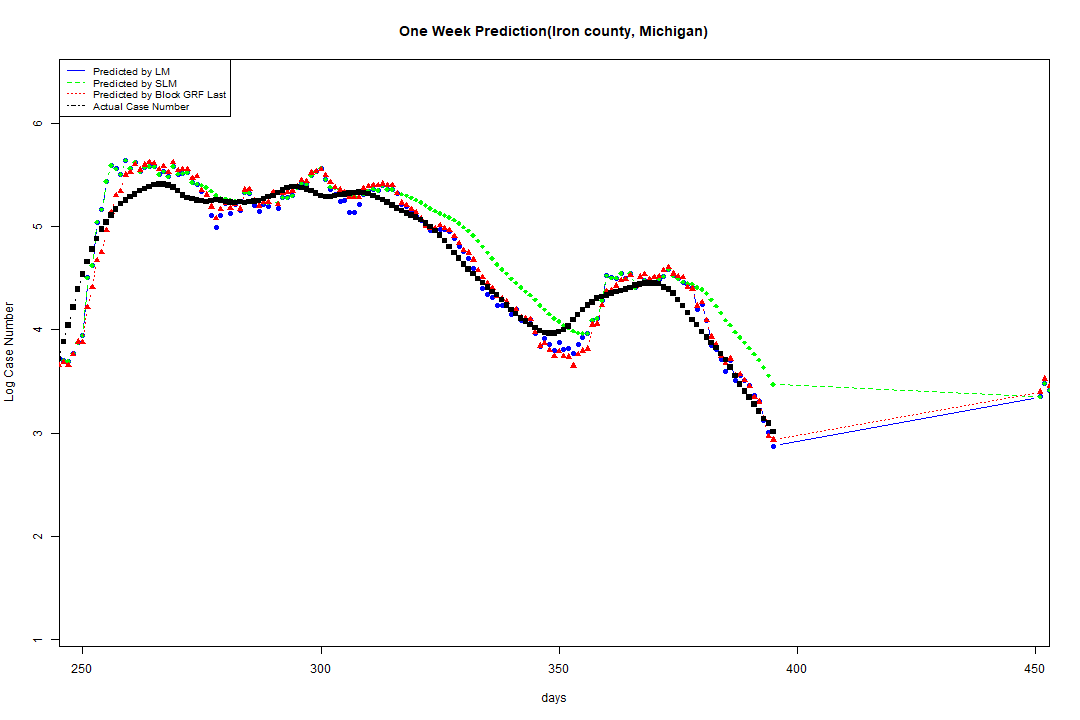 One Week Prediction(Iron county, Michigan)
Predicted by LM
Predicted by SLM
Predicted by Block GRF Last
Actual Case Number
6
5
4
3
2
1
Log Case Number
250 300 350 400 450
days